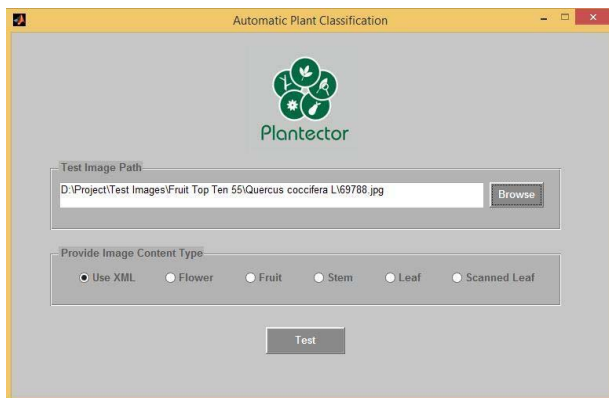 Automatic Plant Classification
Plantector
Test Image Path
D:\Project\Test Images\Fruit Top Ten 55\Quercus coccifera L\69788.jpg
Browse
Provide Image Content Type
Use XML Flower Fruit Stem Leaf Scanned Leaf
Test